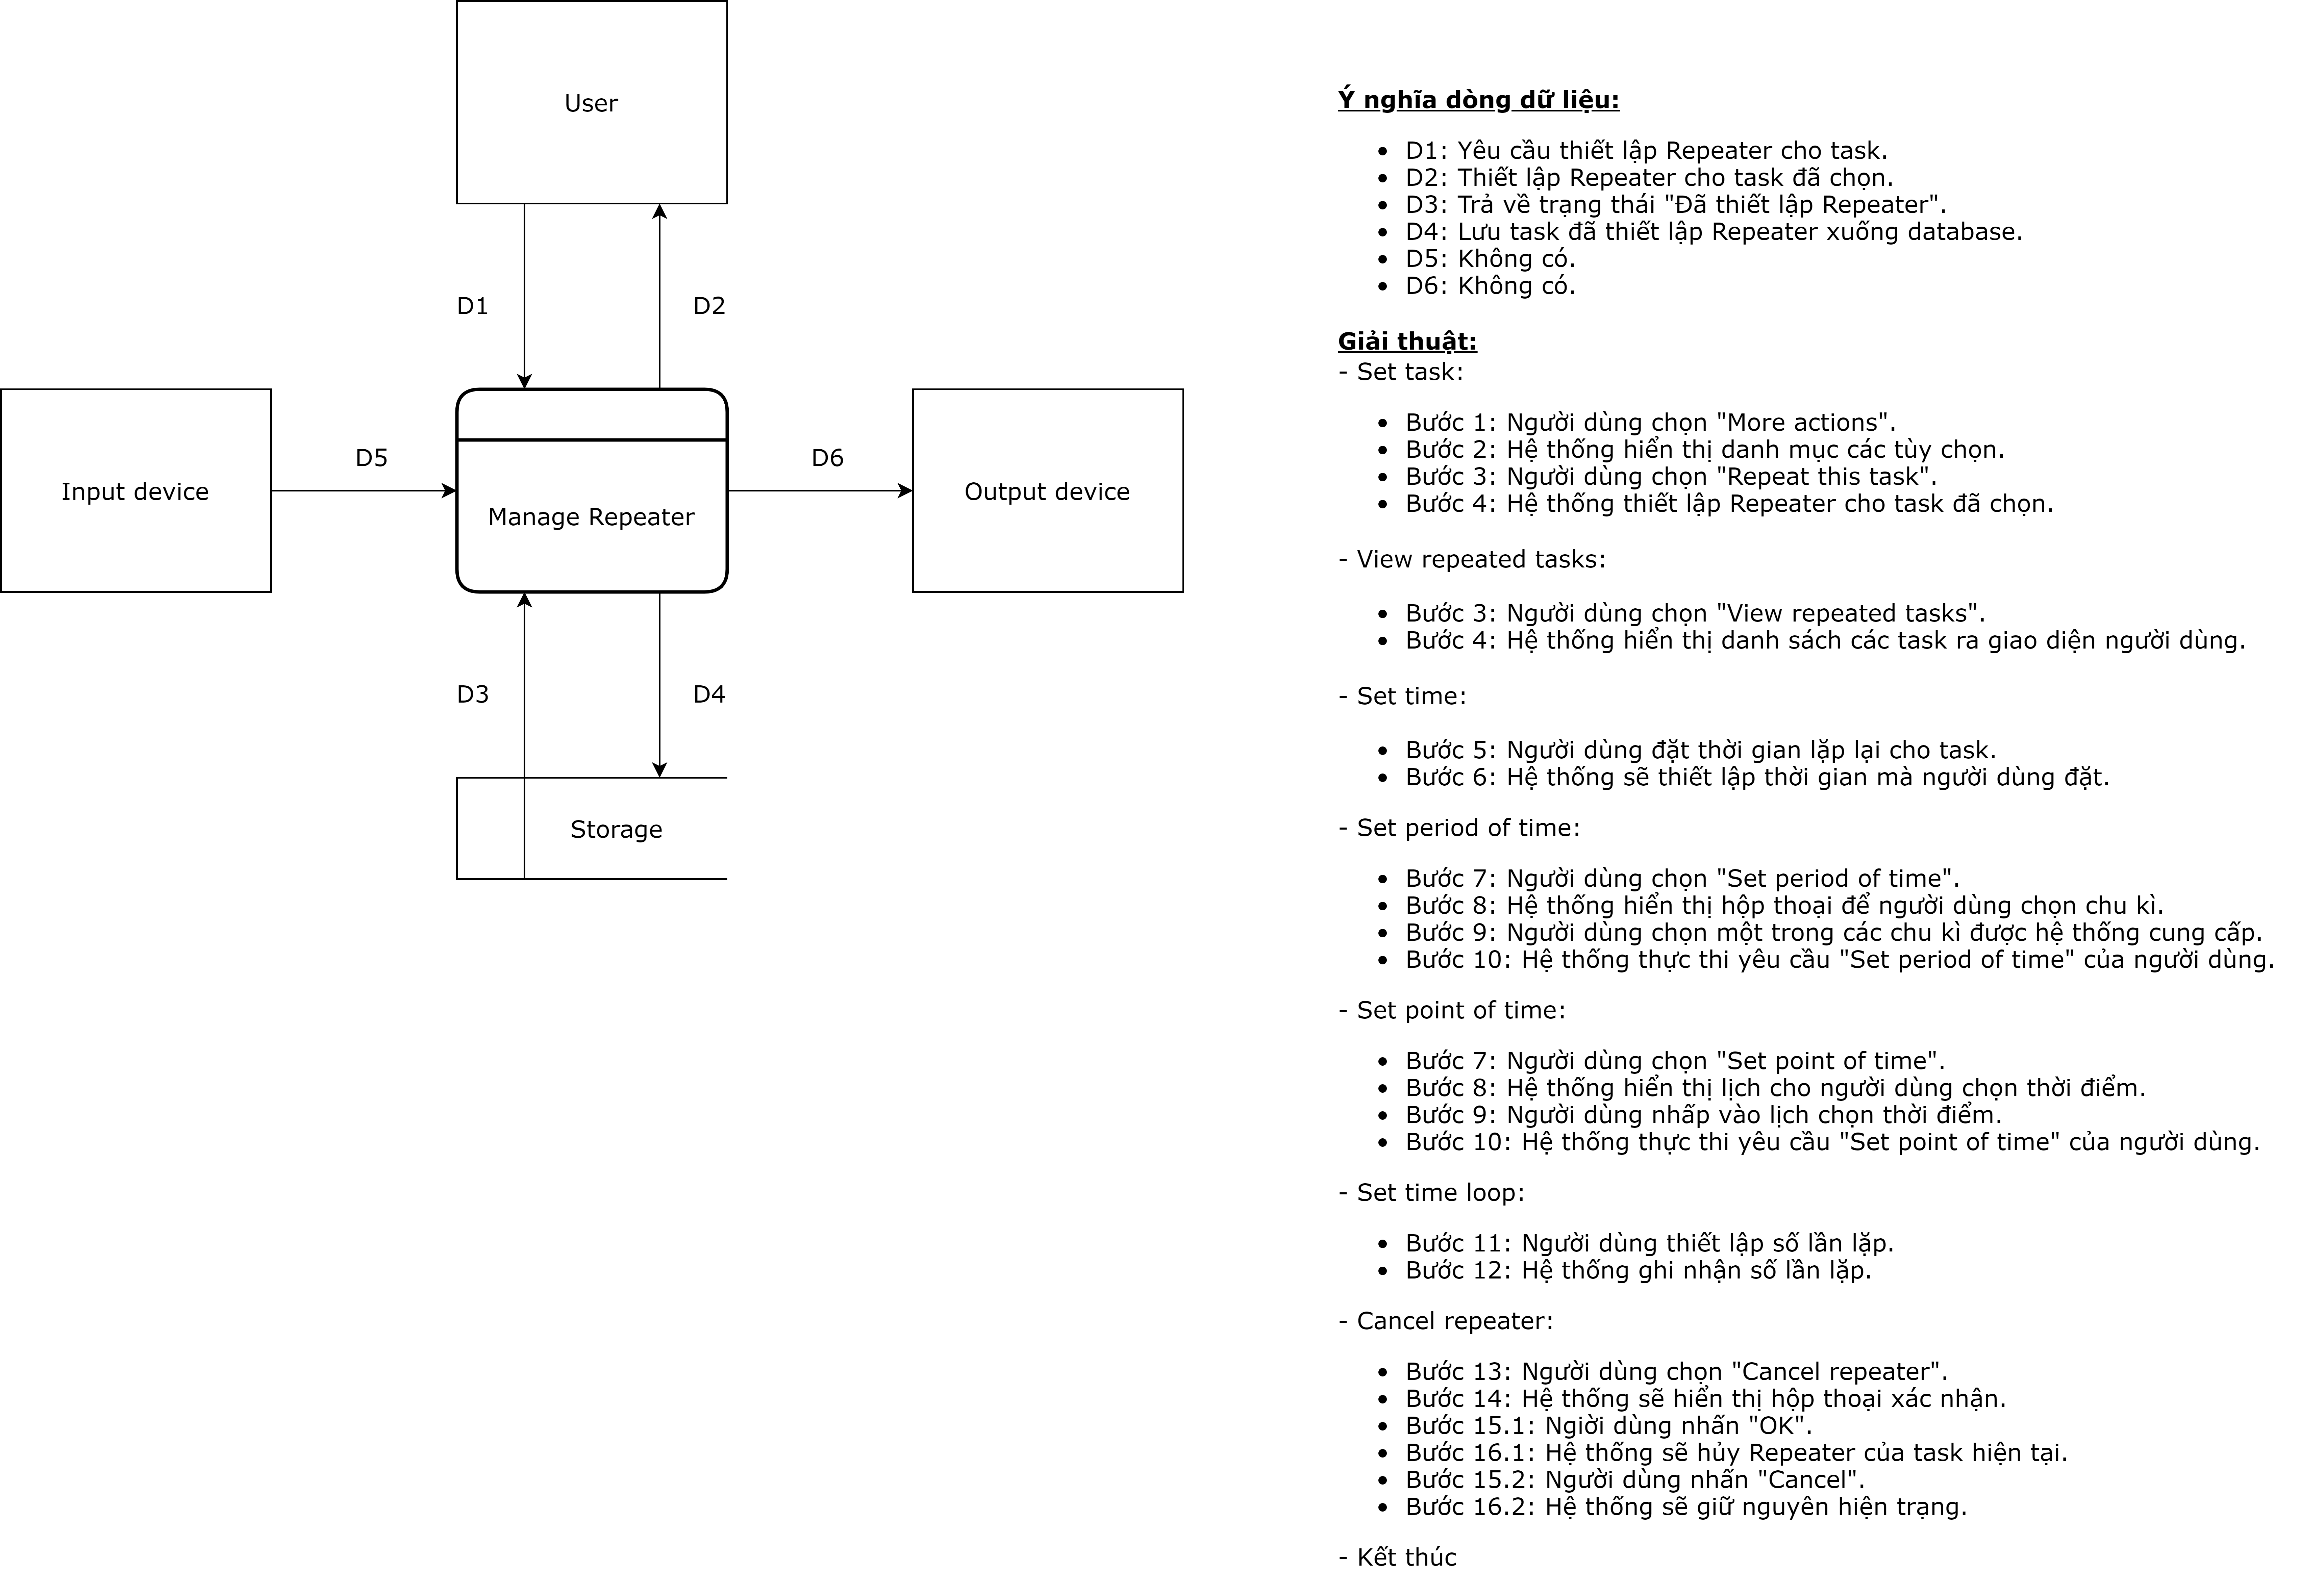 User
D1
D2
Input device
D5
Manage Repeater
D6
Output device
D3
D4
Storage
Ý nghĩa dòng dữ liệu:
• D1: Yêu cầu thiết lập Repeater cho task.
• D2: Thiết lập Repeater cho task đã chọn.
• D3: Trả về trạng thái "Đã thiết lập Repeater".
• D4: Lưu task đã thiết lập Repeater xuống database.
• D5: Không có.
• D6: Không có.
Giải thuật:
- Set task:
• Bước 1: Người dùng chọn "More actions".
• Bước 2: Hệ thống hiển thị danh mục các tùy chọn.
• Bước 3: Người dùng chọn "Repeat this task".
• Bước 4: Hệ thống thiết lập Repeater cho task đã chọn.
- View repeated tasks:
• Bước 3: Người dùng chọn "View repeated tasks".
• Bước 4: Hệ thống hiển thị danh sách các task ra giao diện người dùng.
- Set time:
• Bước 5: Người dùng đặt thời gian lặp lại cho task.
• Bước 6: Hệ thống sẽ thiết lập thời gian mà người dùng đặt.
- Set period of time:
• Bước 7: Người dùng chọn "Set period of time".
• Bước 8: Hệ thống hiển thị hộp thoại để người dùng chọn chu kì.
• Bước 9: Người dùng chọn một trong các chu kì được hệ thống cung cấp.
• Bước 10: Hệ thống thực thi yêu cầu "Set period of time" của người dùng.
- Set point of time:
• Bước 7: Người dùng chọn "Set point of time".
• Bước 8: Hệ thống hiển thị lịch cho người dùng chọn thời điểm.
• Bước 9: Người dùng nhấp vào lịch chọn thời điểm.
• Bước 10: Hệ thống thực thi yêu cầu "Set point of time" của người dùng.
- Set time loop:
• Bước 11: Người dùng thiết lập số lần lặp.
• Bước 12: Hệ thống ghi nhận số lần lặp.
- Cancel repeater:
• Bước 13: Người dùng chọn "Cancel repeater".
• Bước 14: Hệ thống sẽ hiển thị hộp thoại xác nhận.
• Bước 15.1: Ngiời dùng nhấn "OK".
• Bước 16.1: Hệ thống sẽ hủy Repeater của task hiện tại.
• Bước 15.2: Người dùng nhấn "Cancel".
• Bước 16.2: Hệ thống sẽ giữ nguyên hiện trạng.
- Kết thúc